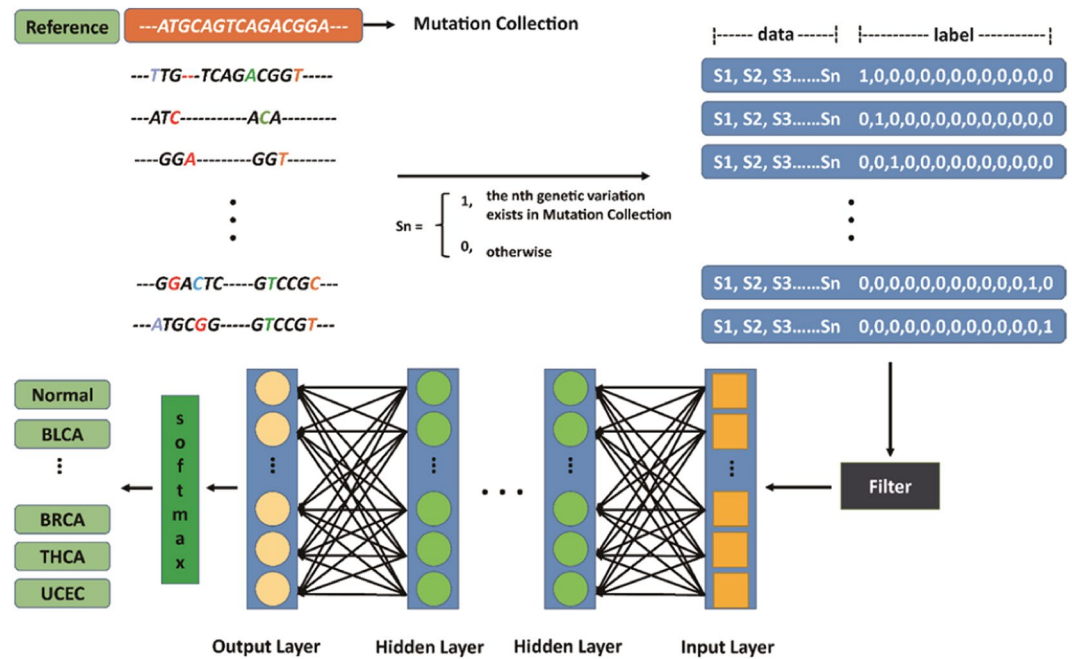 Reference
---ATGCAGTCAGACGGA---
Mutation Collection
|--------- data ---------| |----------- label -----------|
---TTG---TCAGACGGT-----
---ATC-----------ACA---------
----GGA---------GGT-------
---GGACTC-----GTCCGC---
---ATGCGG-----GTCCGT---
Sn =
1, the nth genetic variation
exists in Mutation Collection
0, otherwise
S1, S2, S3......Sn 1,0,0,0,0,0,0,0,0,0,0,0,0
S1, S2, S3......Sn 0,1,0,0,0,0,0,0,0,0,0,0,0
S1, S2, S3......Sn 0,0,1,0,0,0,0,0,0,0,0,0,0
S1, S2, S3......Sn 0,0,0,0,0,0,0,0,0,0,0,1,0
S1, S2, S3......Sn 0,0,0,0,0,0,0,0,0,0,0,0,1
Normal
BLCA
BRCA
THCA
UCEC
softmax
Filter
Output Layer
Hidden Layer
Hidden Layer
Input Layer